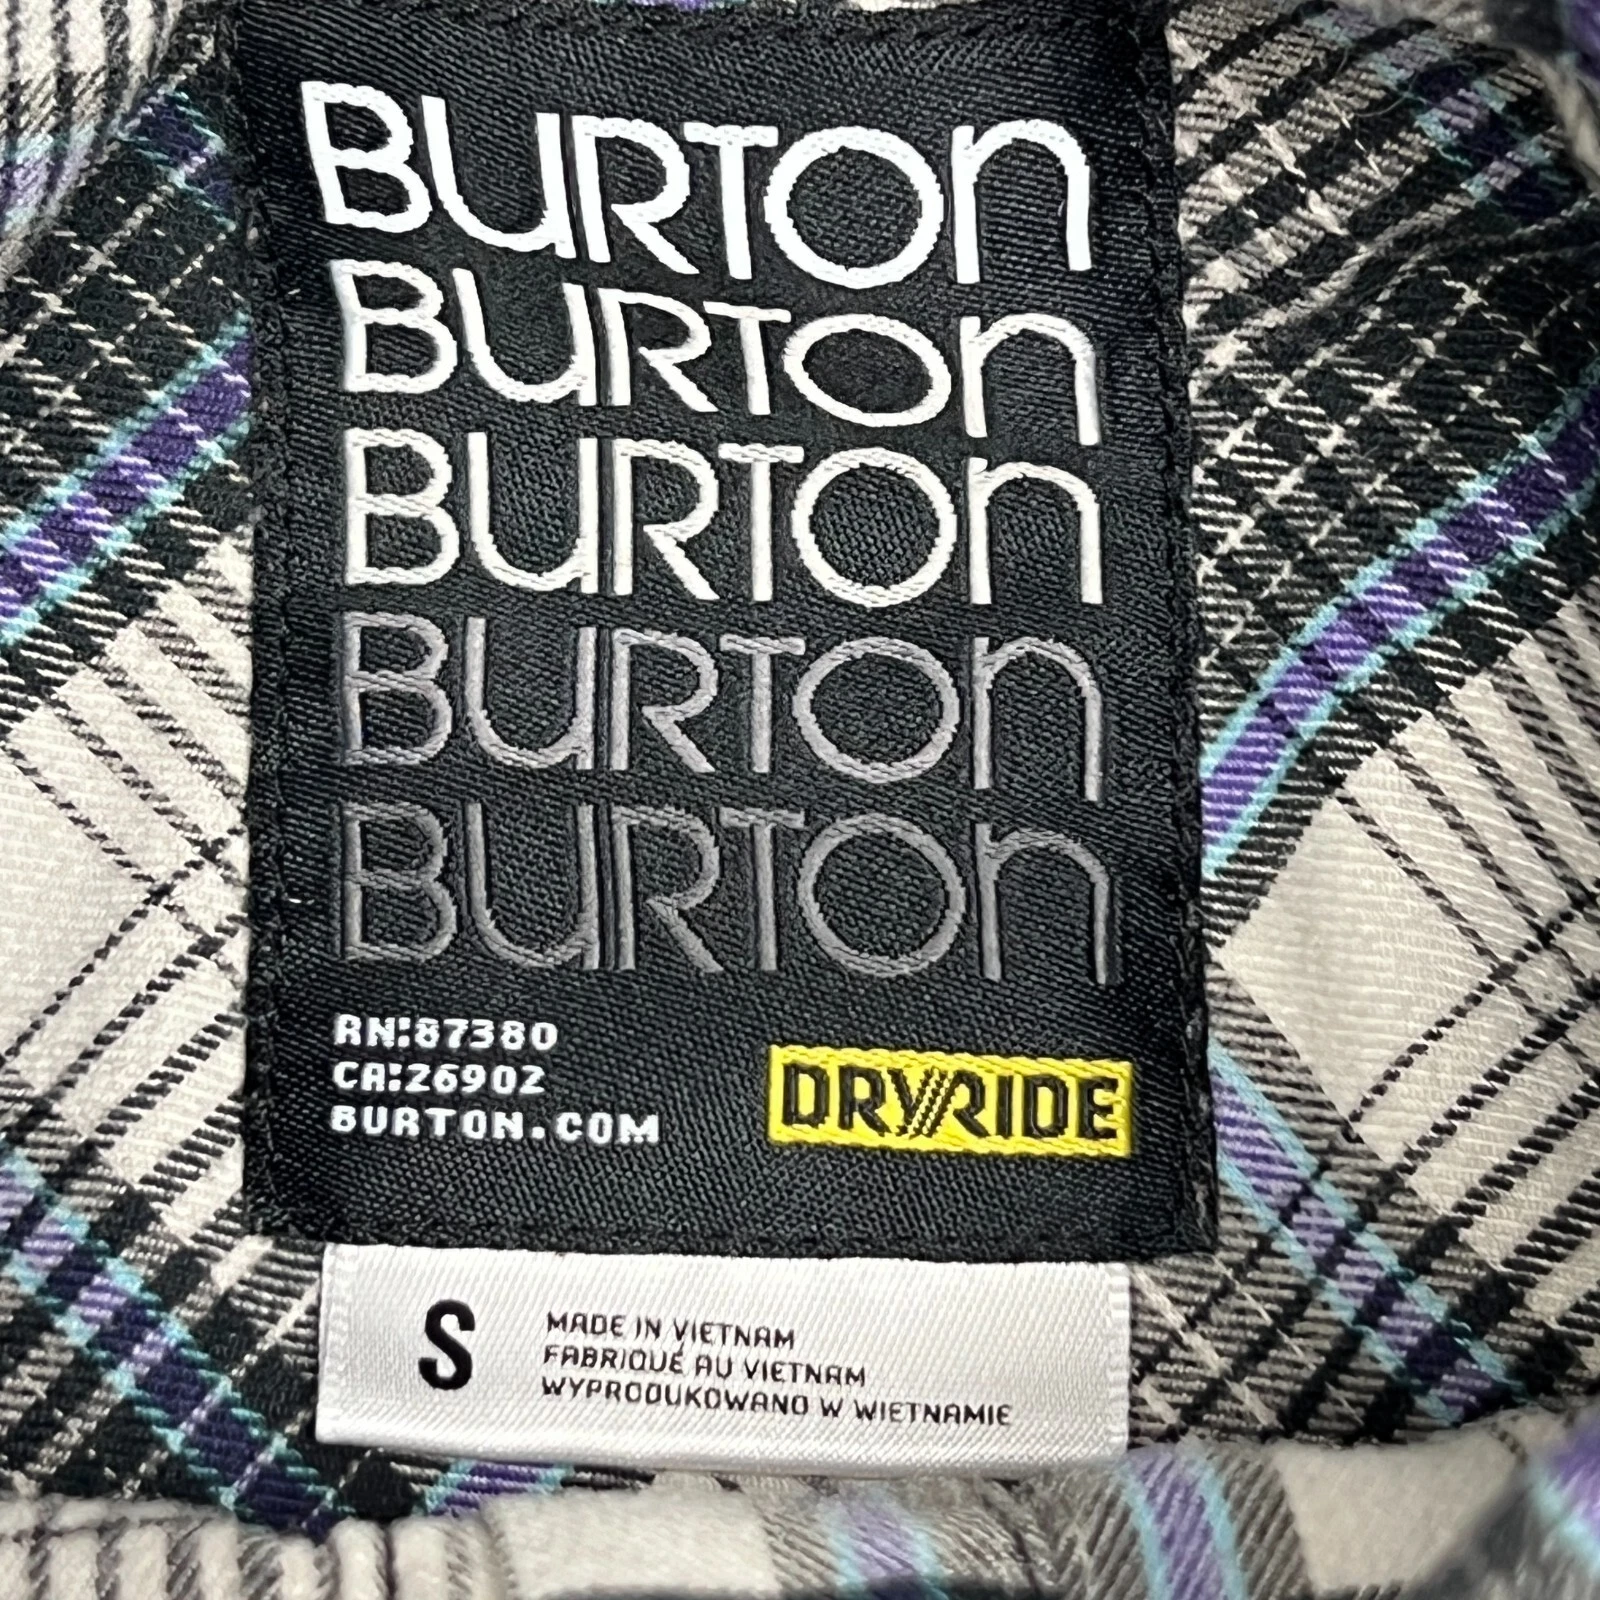 BURTON
BURTON
BURTON
BURTON
BURTON
RN:87380
CA:26902
BURTON.COM
DRYRIDE
S
MADE IN VIETNAM
FABRIQUÉ AU VIETNAM
WYPRODUKOWANO W WIETNAMIE